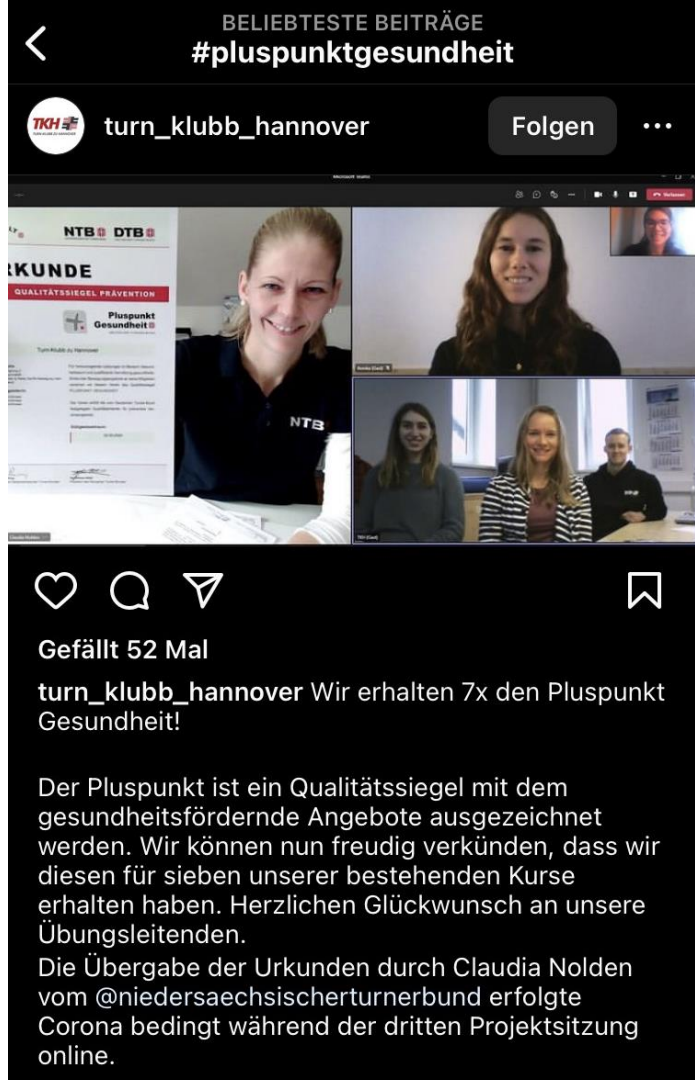 BELIEBTESTE BEITRÄGE
#pluspunktgesundheit
TKH
turn_klubb_hannover
Folgen
Microsoft Teams
Verlassen
NTB DTB
RKUNDE
QUALITÄTSSIEGEL PRÄVENTION
Pluspunkt
Gesundheit
Turn-Klubb zu Hannover
NTB
Gefällt 52 Mal
turn_klubb_hannover Wir erhalten 7x den Pluspunkt
Gesundheit!
Der Pluspunkt ist ein Qualitätssiegel mit dem
gesundheitsfördernde Angebote ausgezeichnet
werden. Wir können nun freudig verkünden, dass wir
diesen für sieben unserer bestehenden Kurse
erhalten haben. Herzlichen Glückwunsch an unsere
Übungsleitenden.
Die Übergabe der Urkunden durch Claudia Nolden
vom @niedersaechsischerturnerbund erfolgte
Corona bedingt während der dritten Projektsitzung
online.